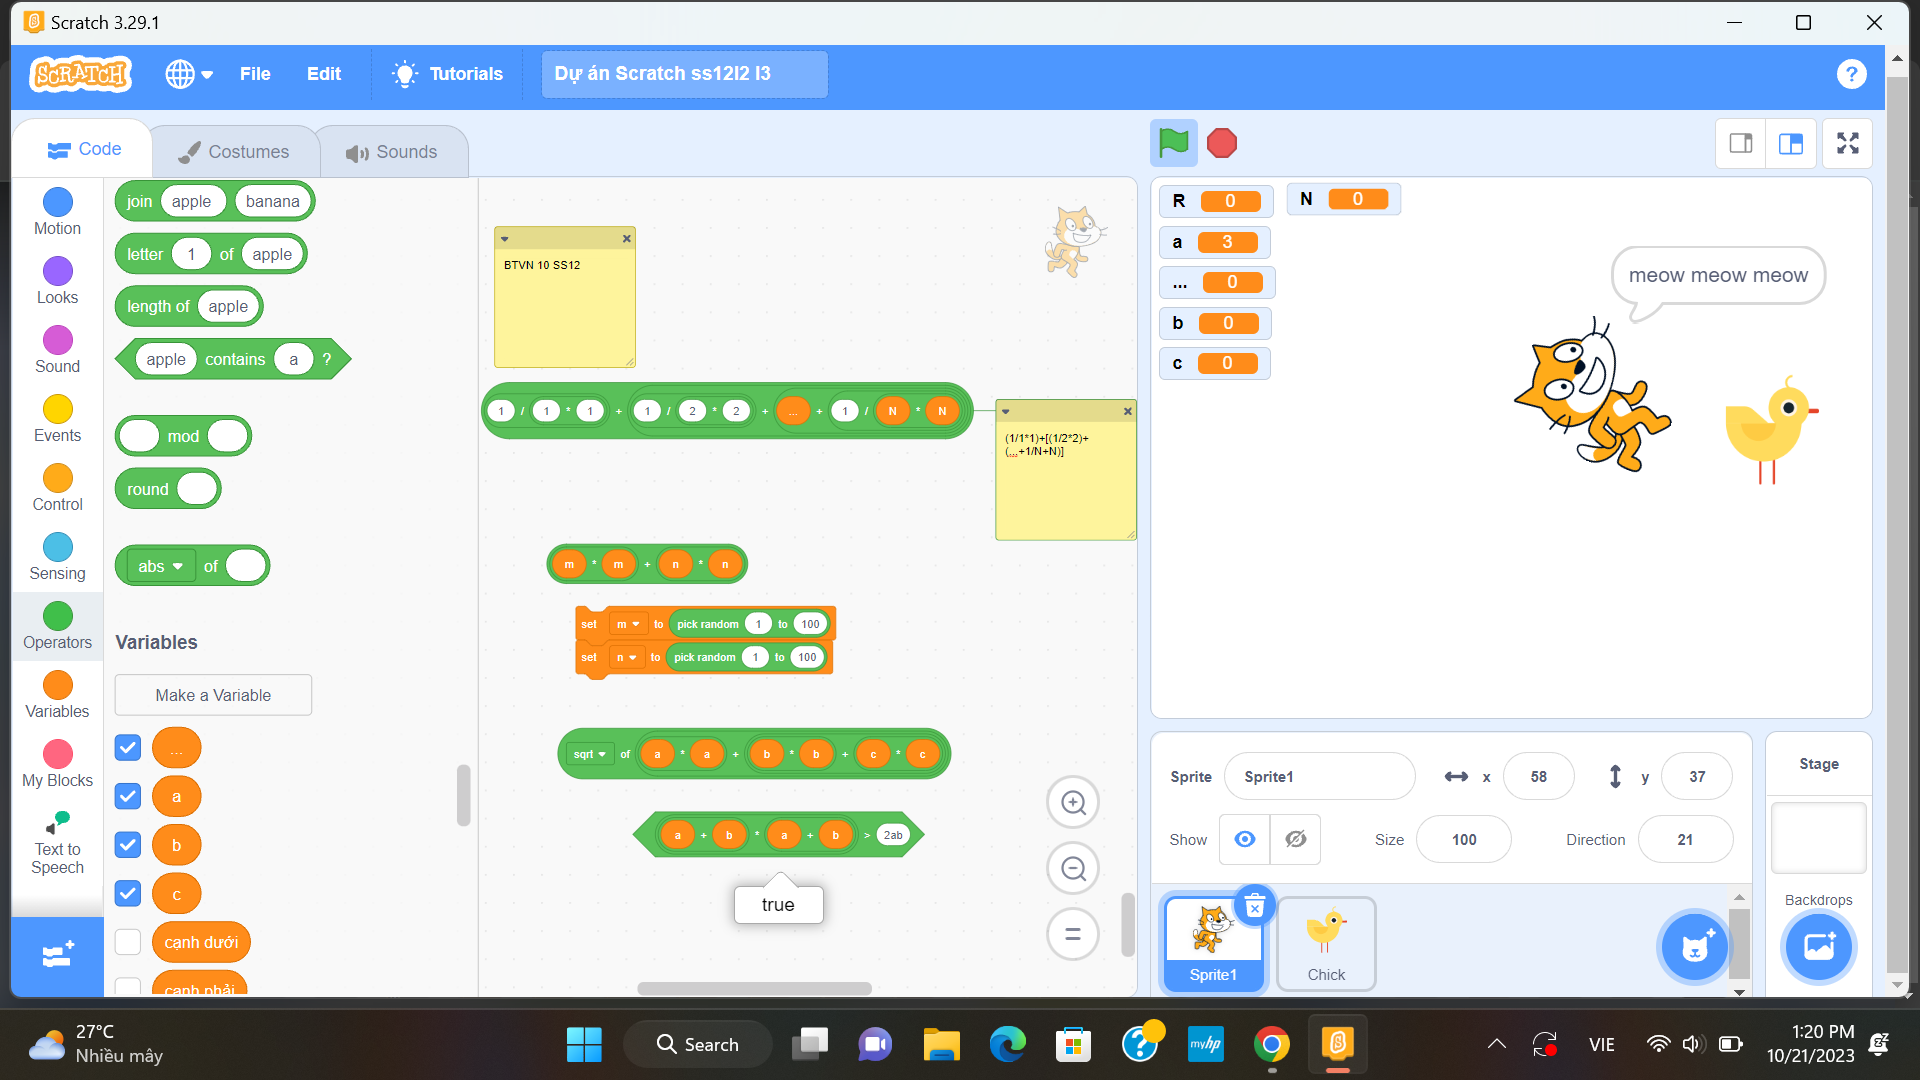 Scratch 3.29.1
SCRATCH
File
Edit
Tutorials
Dự án Scratch ss12l2 l3
?
Code
Costumes
Sounds
Motion
Looks
Sound
Events
Control
Sensing
Operators
Variables
My Blocks
Text to
Speech
join apple banana
letter 1 of apple
length of apple
apple contains a ?
mod
round
abs of
Variables
Make a Variable
...
a
b
c
cạnh dưới
cạnh phải
BTVN 10 SS12
1 / 1 * 1 + 1 / 2 * 2 + ... + 1 / N * N
(1/1*1)+[(1/2*2)+
(...+1/N+N)]
m * m + n * n
set m to pick random 1 to 100
set n to pick random 1 to 100
sqrt of a * a + b * b + c * c
a + b * a + b > 2ab
true
R 0
N 0
a 3
... 0
b 0
c 0
meow meow meow
Sprite Sprite1 x 58 y 37
Show Size 100 Direction 21
Sprite1
Chick
Stage
Backdrops
27°C
Nhiều mây
Search
myhp
VIE
1:20 PM
10/21/2023